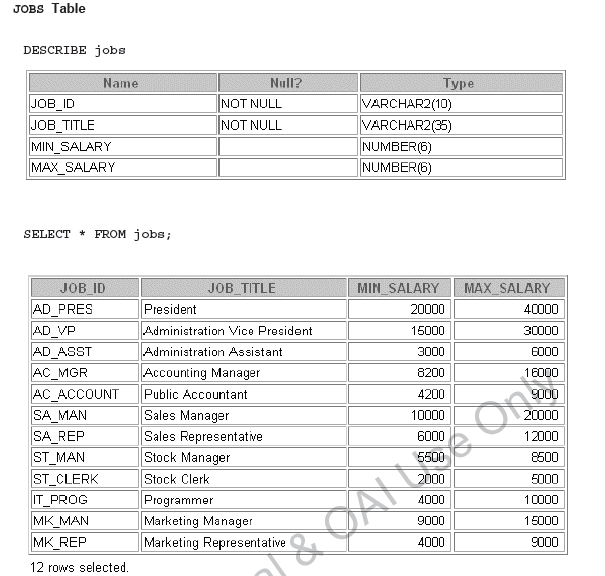 JOBS Table
DESCRIBE jobs
Name Null? Type
JOB_ID NOT NULL VARCHAR2(10)
JOB_TITLE NOT NULL VARCHAR2(35)
MIN_SALARY NUMBER(6)
MAX_SALARY NUMBER(6)
SELECT * FROM jobs;
JOB_ID JOB_TITLE MIN_SALARY MAX_SALARY
AD_PRES President 20000 40000
AD_VP Administration Vice President 15000 30000
AD_ASST Administration Assistant 3000 6000
AC_MGR Accounting Manager 8200 16000
AC_ACCOUNT Public Accountant 4200 9000
SA_MAN Sales Manager 10000 20000
SA_REP Sales Representative 6000 12000
ST_MAN Stock Manager 5500 8500
ST_CLERK Stock Clerk 2000 5000
IT_PROG Programmer 4000 10000
MK_MAN Marketing Manager 9000 15000
MK_REP Marketing Representative 4000 9000
12 rows selected.
& OAI Use Only